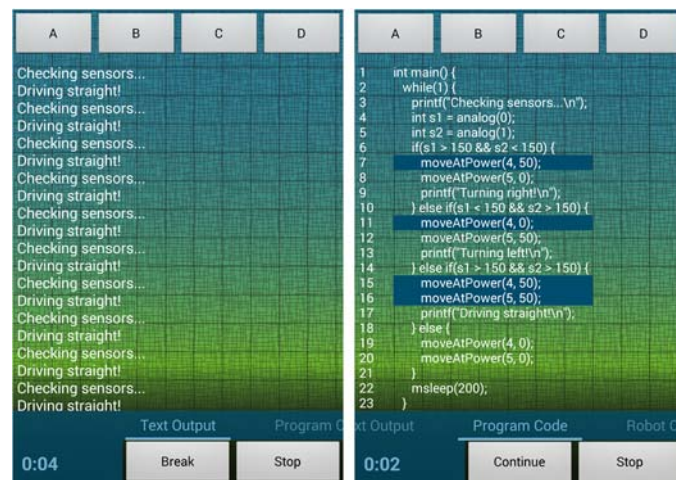 A B C D
Checking sensors...
Driving straight!
Checking sensors...
Driving straight!
Checking sensors...
Driving straight!
Checking sensors...
Driving straight!
Checking sensors...
Driving straight!
Checking sensors...
Driving straight!
Checking sensors...
Driving straight!
Checking sensors...
Driving straight!
Checking sensors...
Driving straight!
Checking sensors...
Driving straight!
Text Output Program C
0:04 Break Stop
A B C D
1 int main() {
2 while(1) {
3 printf("Checking sensors...\n");
4 int s1 = analog(0);
5 int s2 = analog(1);
6 if(s1 > 150 && s2 < 150) {
7 moveAtPower(4, 50);
8 moveAtPower(5, 0);
9 printf("Turning right!\n");
10 } else if(s1 < 150 && s2 > 150) {
11 moveAtPower(4, 0);
12 moveAtPower(5, 50);
13 printf("Turning left!\n");
14 } else if(s1 > 150 && s2 > 150) {
15 moveAtPower(4, 50);
16 moveAtPower(5, 50);
17 printf("Driving straight!\n");
18 } else {
19 moveAtPower(4, 0);
20 moveAtPower(5, 0);
21 }
22 msleep(200);
23 }
xt Output Program Code Robot C
0:02 Continue Stop